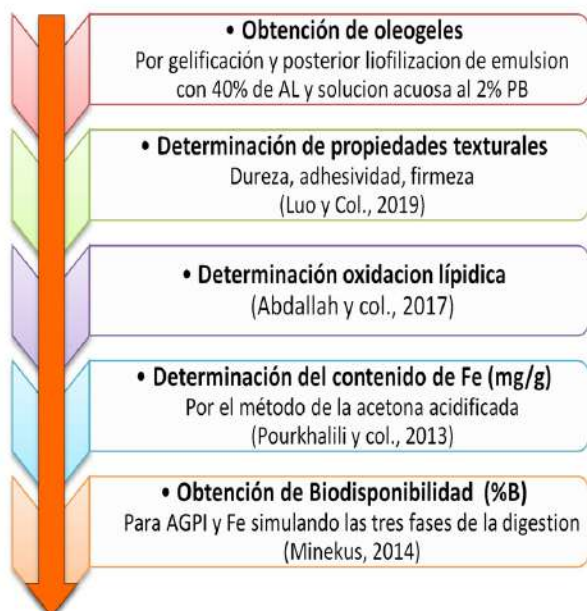 • Obtención de oleogeles
Por gelificación y posterior liofilizacion de emulsion
con 40% de AL y solucion acuosa al 2% PB
• Determinación de propiedades texturales
Dureza, adhesividad, firmeza
(Luo y Col., 2019)
• Determinación oxidacion lípidica
(Abdallah y col., 2017)
• Determinación del contenido de Fe (mg/g)
Por el método de la acetona acidificada
(Pourkhalili y col., 2013)
• Obtención de Biodisponibilidad (%B)
Para AGPI y Fe simulando las tres fases de la digestion
(Minekus, 2014)